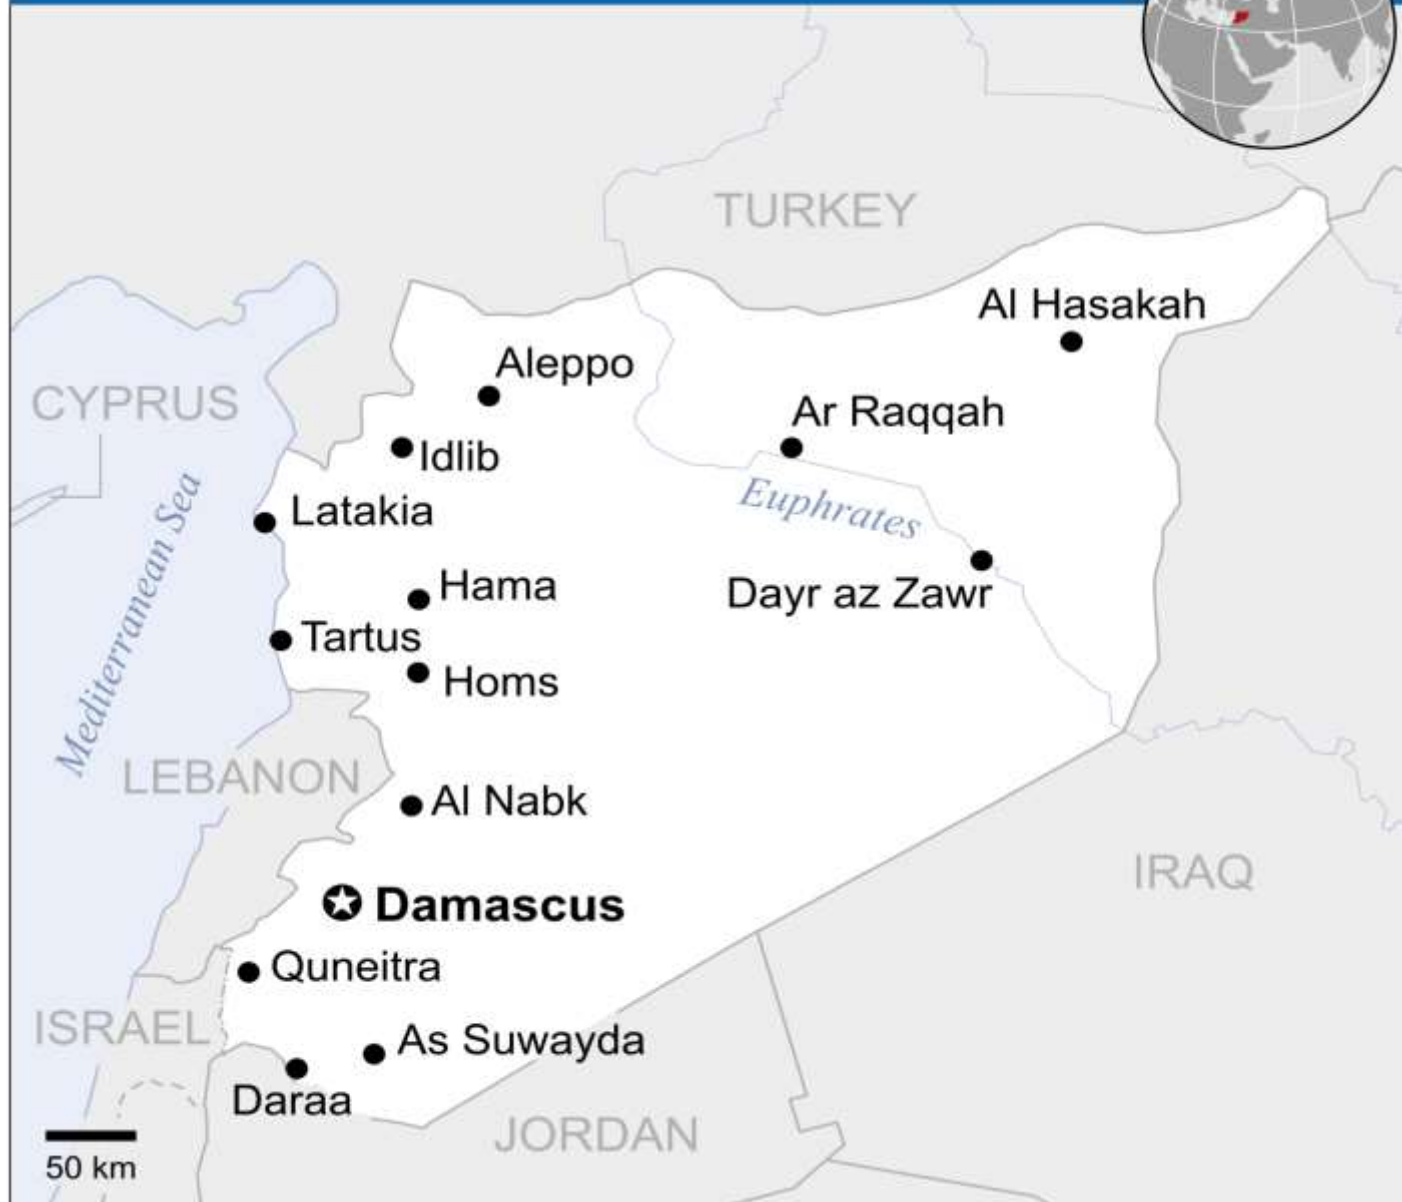 TURKEY
Al Hasakah
Aleppo
CYPRUS
Ar Raqqah
Idlib
Euphrates
Latakia
Mediterranean Sea
Hama
Dayr az Zawr
Tartus
Homs
LEBANON
Al Nabk
IRAQ
Damascus
Quneitra
ISRAEL
As Suwayda
Daraa
JORDAN
50 km